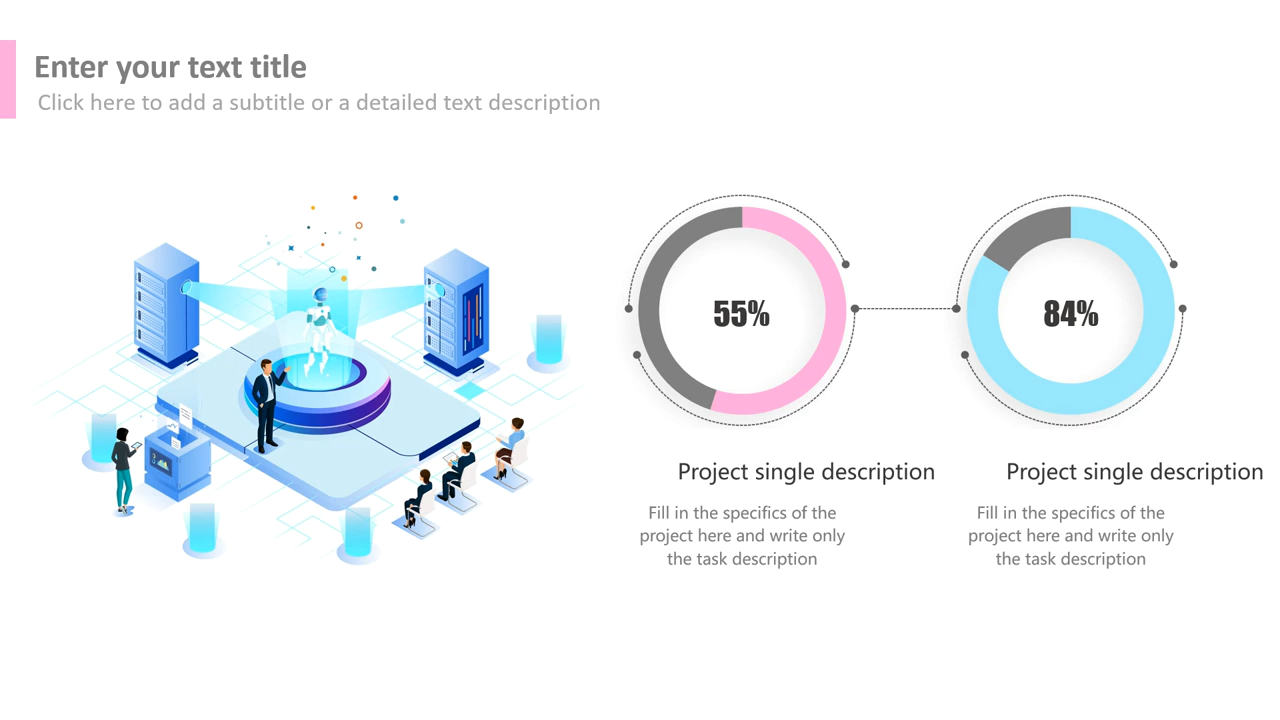 Enter your text title
Click here to add a subtitle or a detailed text description
55%
84%
Project single description
Project single description
Fill in the specifics of the
project here and write only
the task description
Fill in the specifics of the
project here and write only
the task description